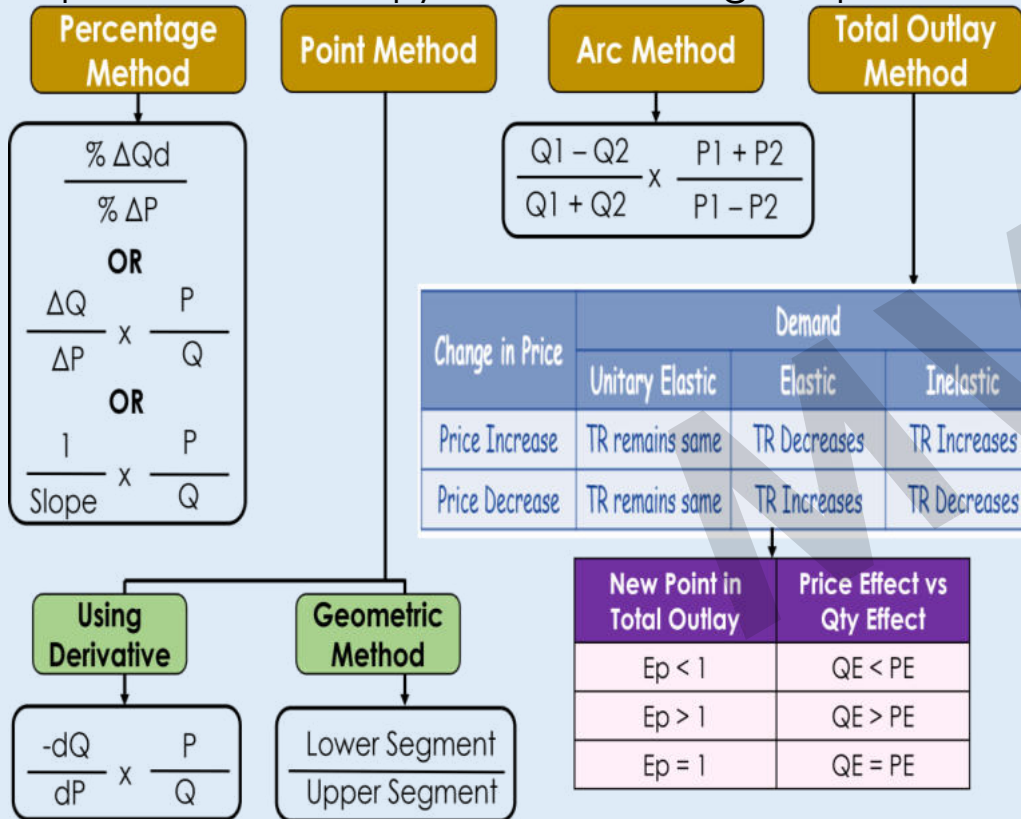 Percentage Method
Point Method
Arc Method
Total Outlay Method
% ΔQd
% ΔP
OR
ΔQ x P
ΔP Q
OR
1 x P
Slope Q
Q1 – Q2 x P1 + P2
Q1 + Q2 P1 – P2
Change in Price
Demand
Unitary Elastic Elastic Inelastic
Price Increase TR remains same TR Decreases TR Increases
Price Decrease TR remains same TR Increases TR Decreases
New Point in Total Outlay
Price Effect vs Qty Effect
Ep < 1 QE < PE
Ep > 1 QE > PE
Ep = 1 QE = PE
Using Derivative
-dQ x P
dP Q
Geometric Method
Lower Segment
Upper Segment